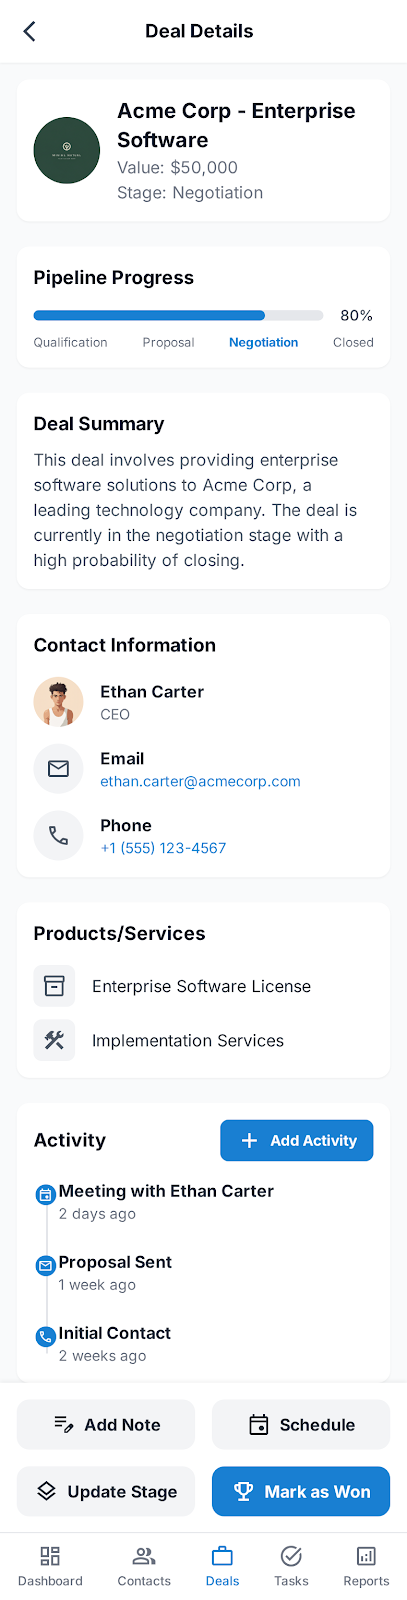 Deal Details
Acme Corp - Enterprise
Software
Value: $50,000
Stage: Negotiation
Pipeline Progress
80%
Qualification Proposal Negotiation Closed
Deal Summary
This deal involves providing enterprise
software solutions to Acme Corp, a
leading technology company. The deal is
currently in the negotiation stage with a
high probability of closing.
Contact Information
Ethan Carter
CEO
Email
ethan.carter@acmecorp.com
Phone
+1 (555) 123-4567
Products/Services
Enterprise Software License
Implementation Services
Activity
Add Activity
Meeting with Ethan Carter
2 days ago
Proposal Sent
1 week ago
Initial Contact
2 weeks ago
Add Note Schedule
Update Stage Mark as Won
Dashboard Contacts Deals Tasks Reports